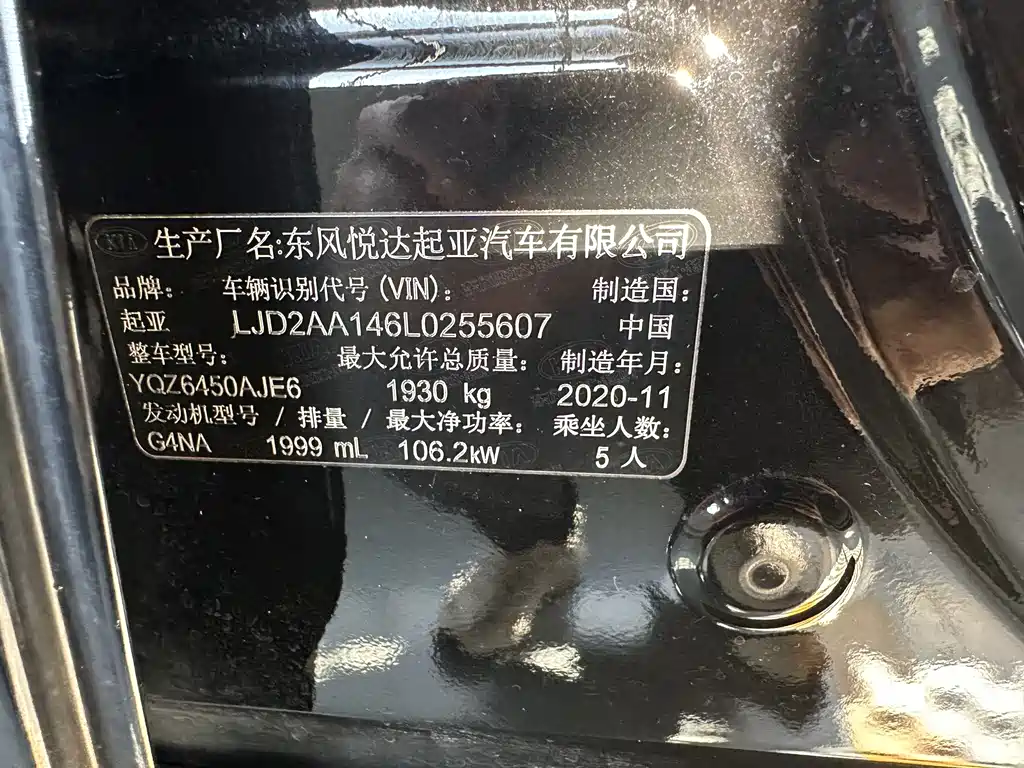 生产厂名:东风悦达起亚汽车有限公司
品牌: 车辆识别代号 (VIN): 制造国:
起亚 LJD2AA146L0255607 中国
整车型号: 最大允许总质量: 制造年月:
YQZ6450AJE6 1930 kg 2020-11
发动机型号 / 排量 / 最大净功率: 乘坐人数:
G4NA 1999 mL 106.2kW 5 人